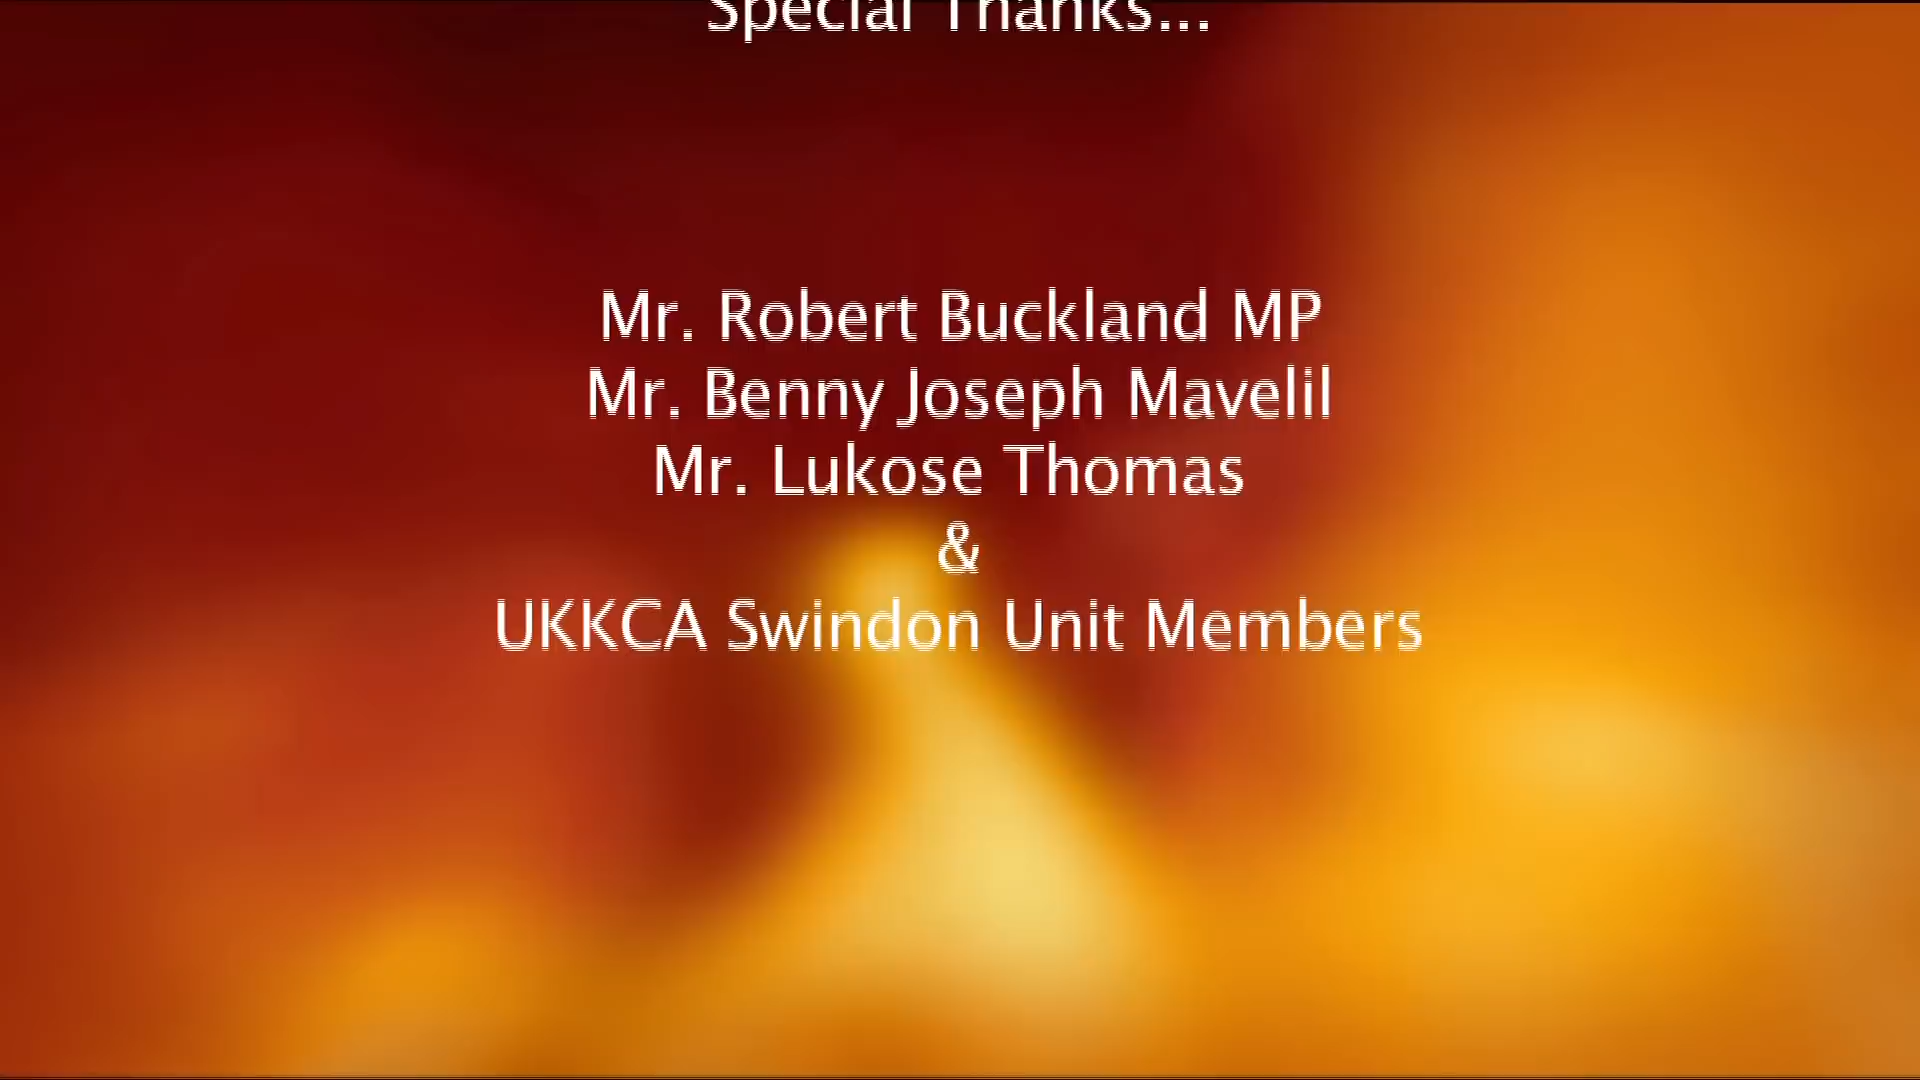 Special Thanks...
Mr. Robert Buckland MP
Mr. Benny Joseph Mavelil
Mr. Lukose Thomas
&
UKKCA Swindon Unit Members